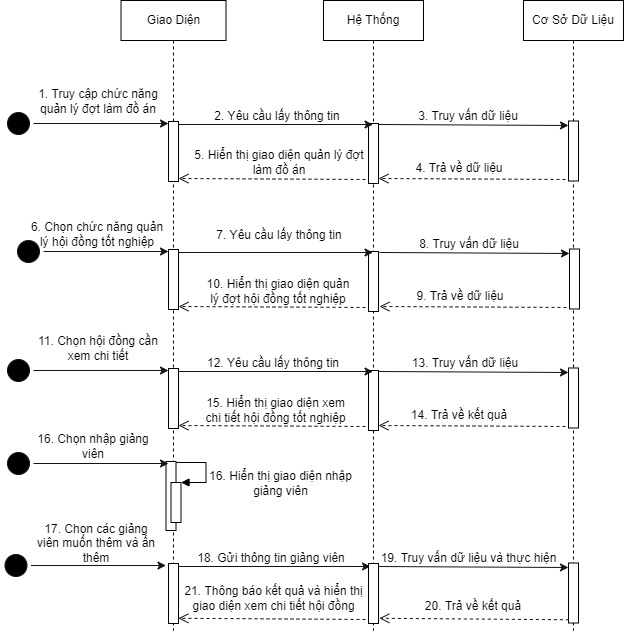 Giao Diện
Hệ Thống
Cơ Sở Dữ Liệu
1. Truy cập chức năng
quản lý đợt làm đồ án
2. Yêu cầu lấy thông tin
3. Truy vấn dữ liệu
5. Hiển thị giao diện quản lý đợt
làm đồ án
4. Trả về dữ liệu
6. Chọn chức năng quản
lý hội đồng tốt nghiệp
7. Yêu cầu lấy thông tin
8. Truy vấn dữ liệu
10. Hiển thị giao diện quản
lý đợt hội đồng tốt nghiệp
9. Trả về dữ liệu
11. Chọn hội đồng cần
xem chi tiết
12. Yêu cầu lấy thông tin
13. Truy vấn dữ liệu
15. Hiển thị giao diện xem
chi tiết hội đồng tốt nghiệp
14. Trả về kết quả
16. Chọn nhập giảng
viên
16. Hiển thị giao diện nhập
giảng viên
17. Chọn các giảng
viên muốn thêm và ấn
thêm
18. Gửi thông tin giảng viên
19. Truy vấn dữ liệu và thực hiện
21. Thông báo kết quả và hiển thị
giao diện xem chi tiết hội đồng
20. Trả về kết quả